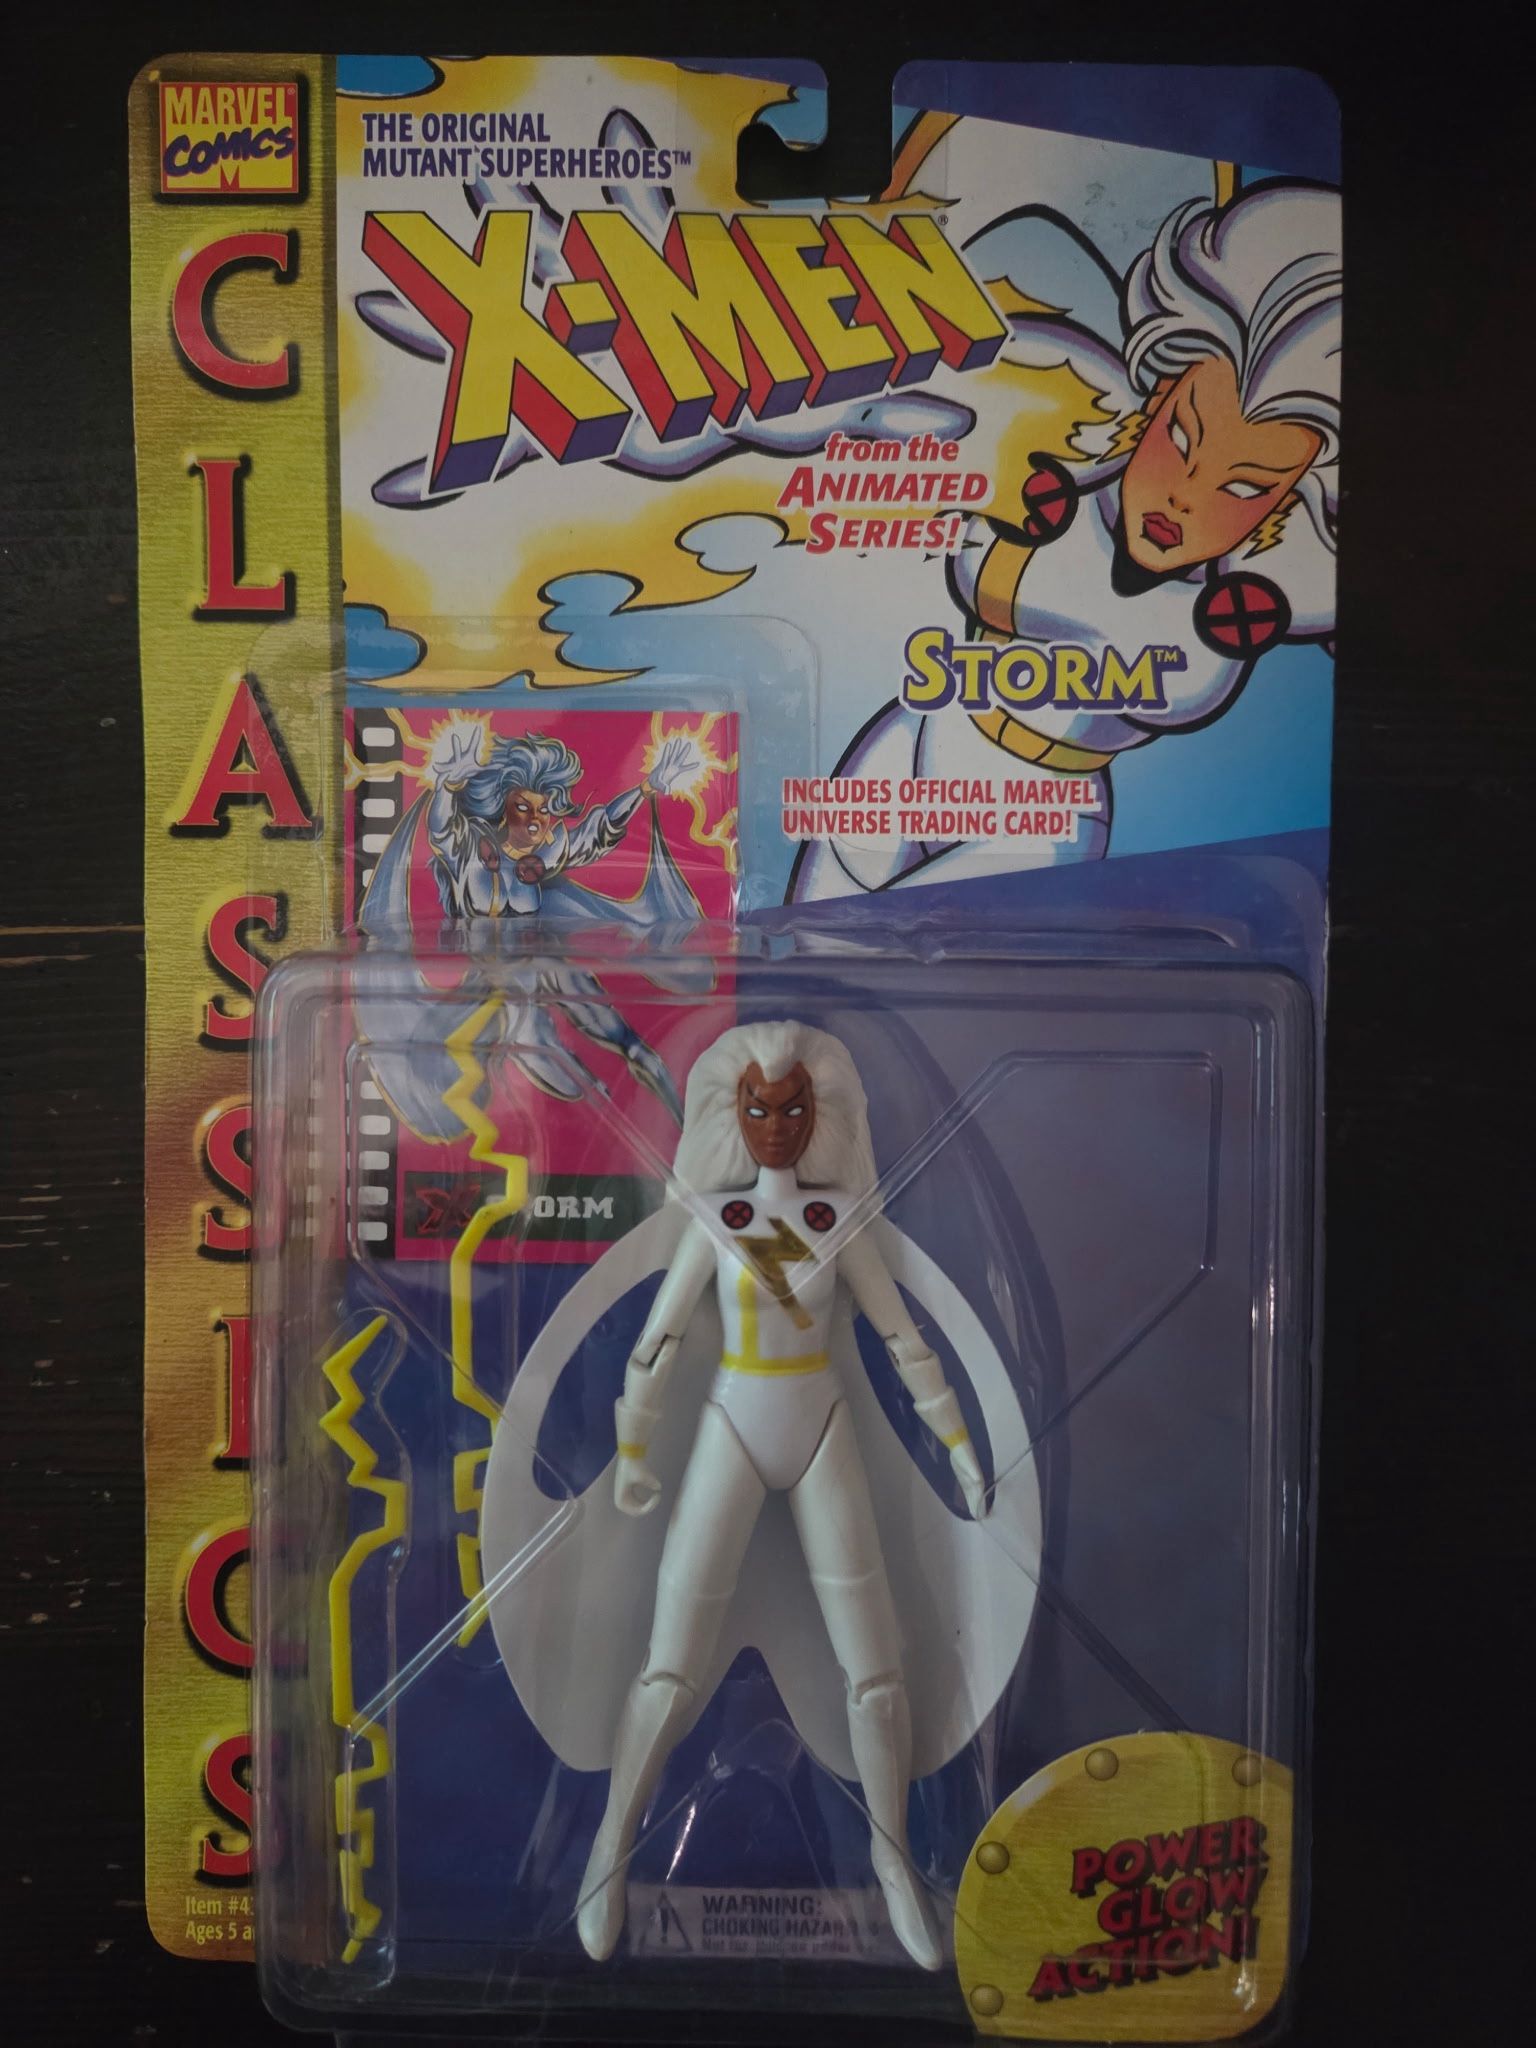 MARVEL®
COMICS
M
CLASSICS
THE ORIGINAL
MUTANT SUPERHEROES™
X-MEN®
from the
ANIMATED
SERIES!
STORM™
INCLUDES OFFICIAL MARVEL
UNIVERSE TRADING CARD!
X ORM
POWER
GLOW
ACTION!
Item #4
Ages 5 a
WARNING:
CHOKING HAZAR